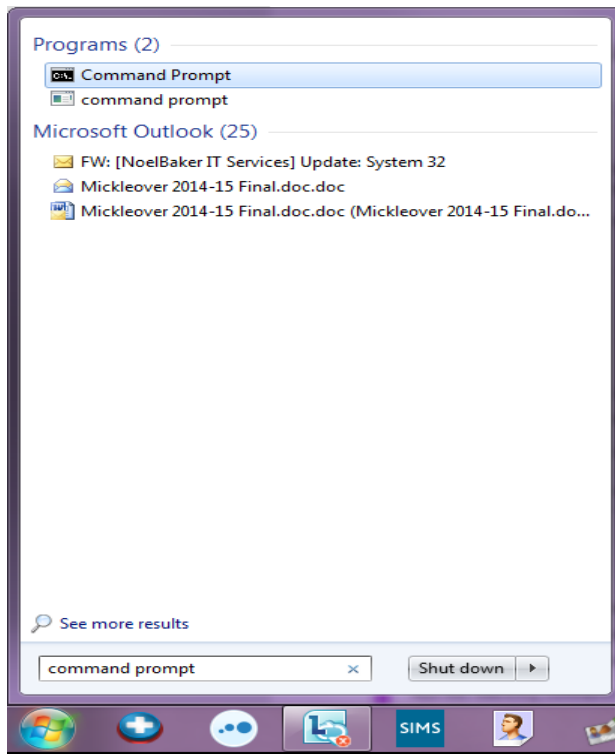 Programs (2)
Command Prompt
command prompt
Microsoft Outlook (25)
FW: [NoelBaker IT Services] Update: System 32
Mickleover 2014-15 Final.doc.doc
Mickleover 2014-15 Final.doc.doc (Mickleover 2014-15 Final.do...
See more results
command prompt
Shut down
SIMS